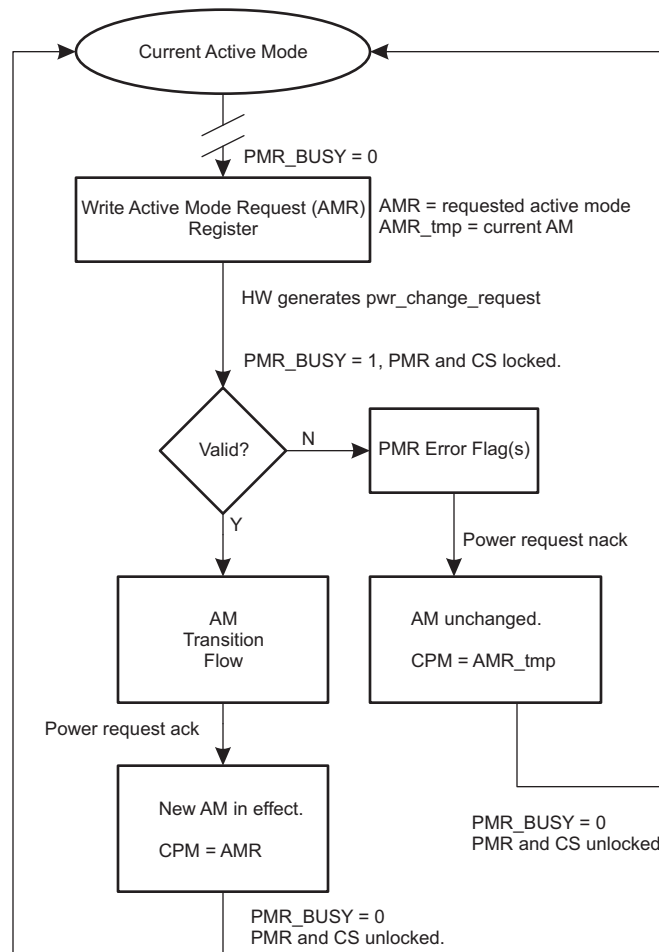 Current Active Mode
PMR_BUSY = 0
Write Active Mode Request (AMR)
Register
AMR = requested active mode
AMR_tmp = current AM
HW generates pwr_change_request
PMR_BUSY = 1, PMR and CS locked.
Valid?
N
PMR Error Flag(s)
Y
Power request nack
AM
Transition
Flow
AM unchanged.
CPM = AMR_tmp
Power request ack
New AM in effect.
CPM = AMR
PMR_BUSY = 0
PMR and CS unlocked
PMR_BUSY = 0
PMR and CS unlocked.